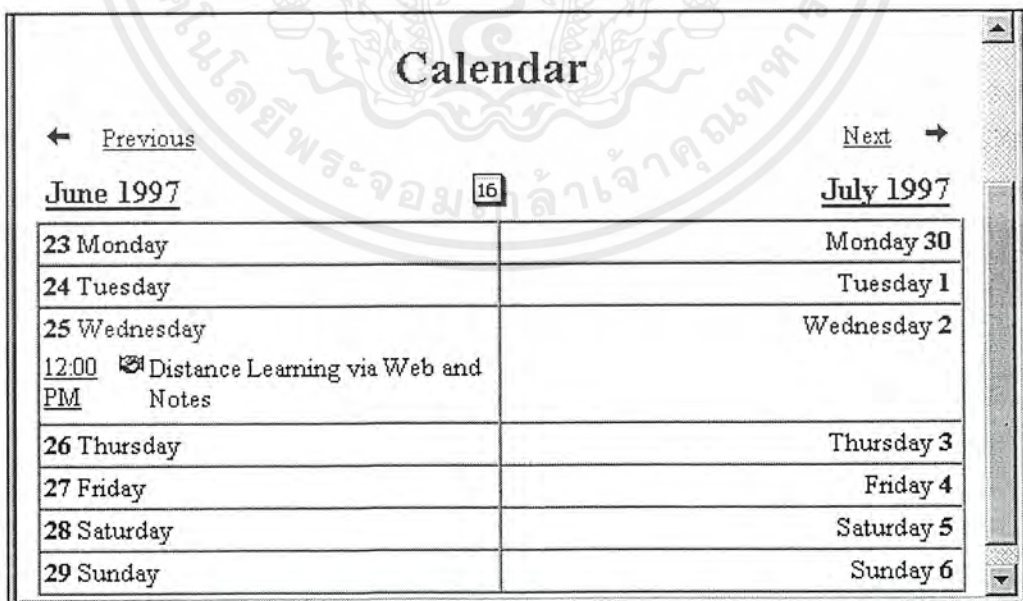 Calendar
Previous
Next
June 1997
16
July 1997
23 Monday
Monday 30
24 Tuesday
Tuesday 1
25 Wednesday
Wednesday 2
12:00 PM
Distance Learning via Web and
Notes
26 Thursday
Thursday 3
27 Friday
Friday 4
28 Saturday
Saturday 5
29 Sunday
Sunday 6